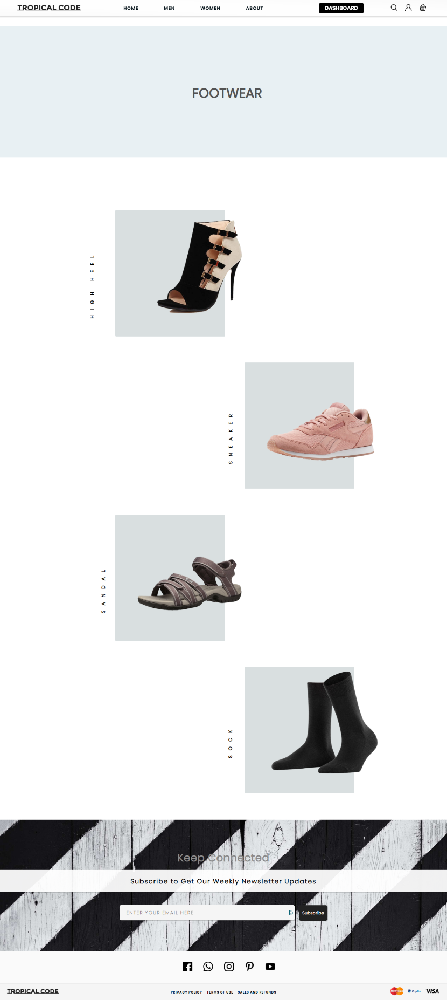 TROPICAL CODE
HOME MEN WOMEN ABOUT DASHBOARD
FOOTWEAR
HIGH HEEL
SNEAKER
SANDAL
SOCK
Keep Connected
Subscribe to Get Our Weekly Newsletter Updates
ENTER YOUR EMAIL HERE
Subscribe
TROPICAL CODE
PRIVACY POLICY TERMS OF USE SALES AND REFUNDS
MasterCard PayPal VISA